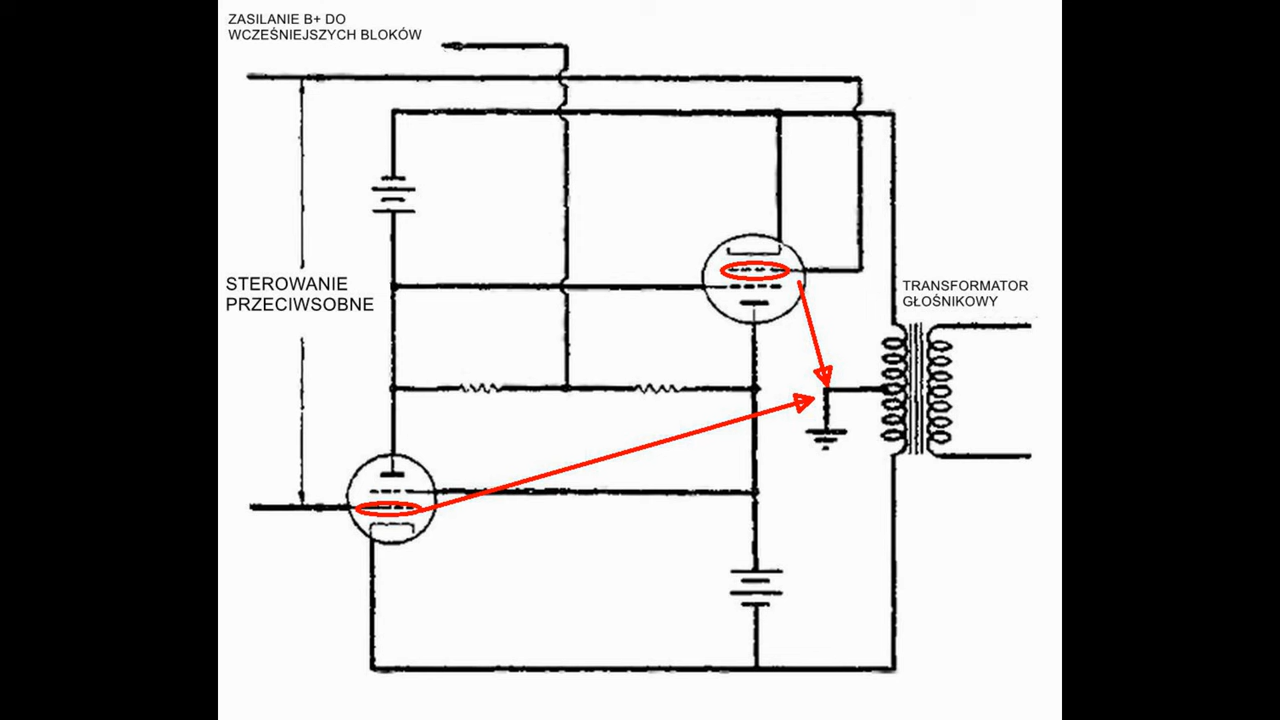 ZASILANIE B+ DO
WCZEŚNIEJSZYCH BLOKÓW
STEROWANIE
PRZECIWSOBNE
TRANSFORMATOR
GŁOŚNIKOWY